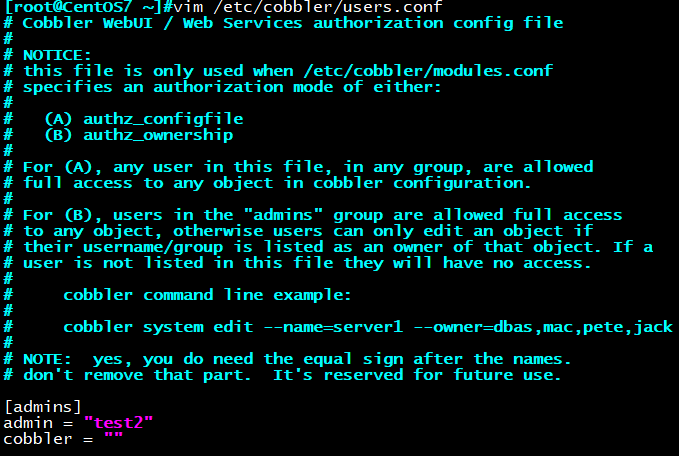 [root@CentOS7 ~]#vim /etc/cobbler/users.conf
# Cobbler WebUI / Web Services authorization config file
#
# NOTICE:
# this file is only used when /etc/cobbler/modules.conf
# specifies an authorization mode of either:
#
#   (A) authz_configfile
#   (B) authz_ownership
#
# For (A), any user in this file, in any group, are allowed
# full access to any object in cobbler configuration.
#
# For (B), users in the "admins" group are allowed full access
# to any object, otherwise users can only edit an object if
# their username/group is listed as an owner of that object. If a
# user is not listed in this file they will have no access.
#
#     cobbler command line example:
#
#     cobbler system edit --name=server1 --owner=dbas,mac,pete,jack
#
# NOTE:  yes, you do need the equal sign after the names.
# don't remove that part.  It's reserved for future use.

[admins]
admin = "test2"
cobbler = ""